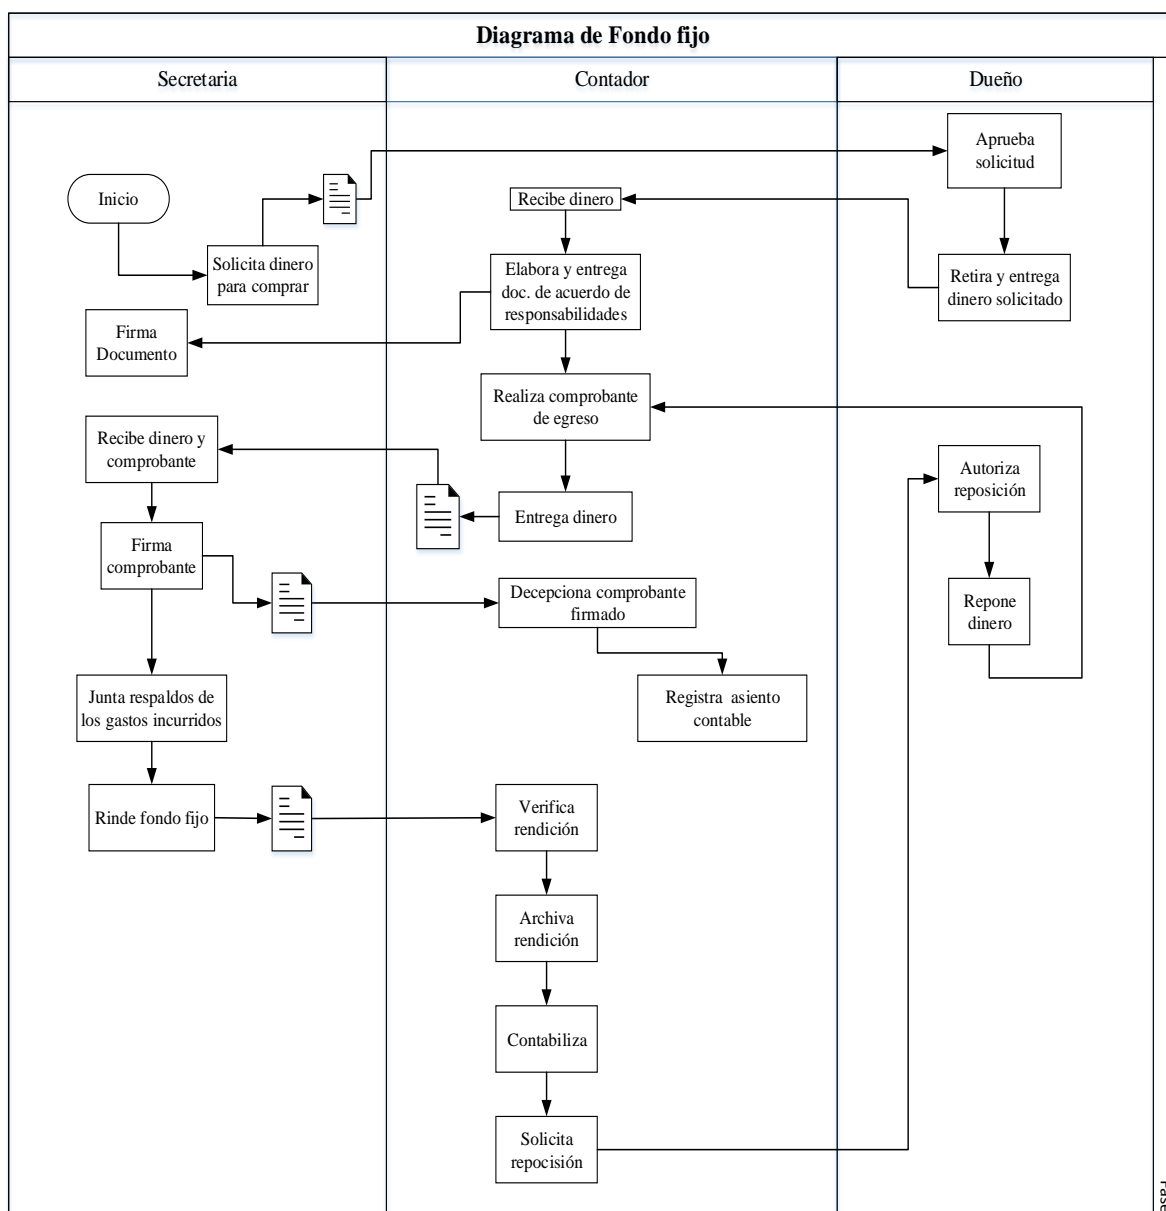 Diagrama de Fondo fijo
Secretaria
Contador
Dueño
Aprueba
solicitud
Inicio
Recibe dinero
Solicita dinero
para comprar
Elabora y entrega
doc. de acuerdo de
responsabilidades
Retira y entrega
dinero solicitado
Firma
Documento
Realiza comprobante
de egreso
Recibe dinero y
comprobante
Autoriza
reposición
Entrega dinero
Firma
comprobante
Decepciona comprobante
firmado
Repone
dinero
Junta respaldos de
los gastos incurridos
Registra asiento
contable
Rinde fondo fijo
Verifica
rendición
Archiva
rendición
Contabiliza
Solicita
repocisión
Fase